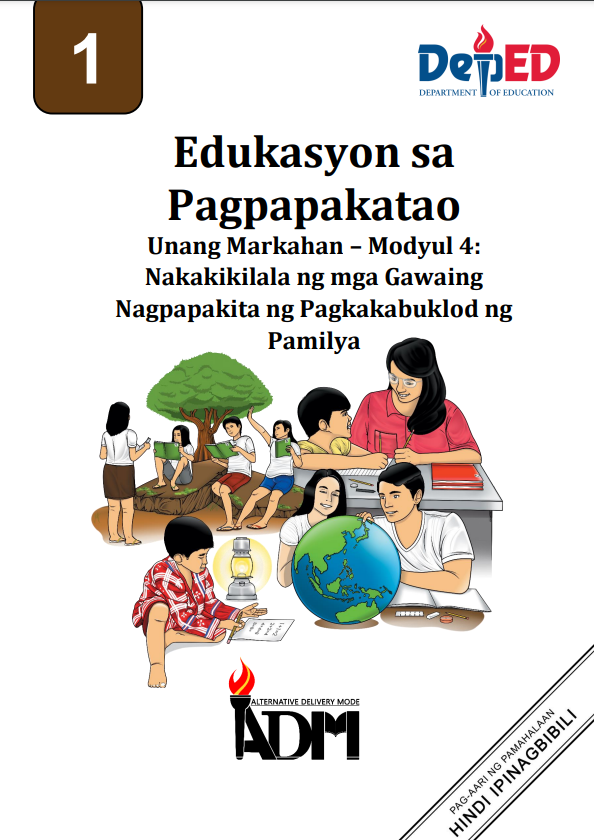 1
DepED
DEPARTMENT OF EDUCATION
Edukasyon sa
Pagpapakatao
Unang Markahan – Modyul 4:
Nakakikilala ng mga Gawaing
Nagpapakita ng Pagkakabuklod ng
Pamilya
ALTERNATIVE DELIVERY MODE
ADM
PAG-AARI NG PAMAHALAAN
HINDI IPINAGBIBILI